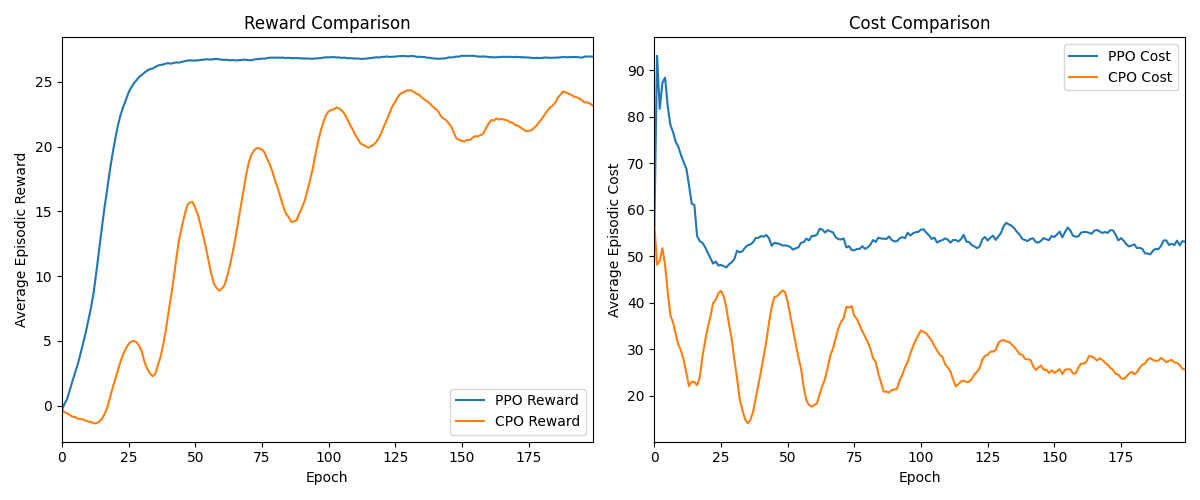 Reward Comparison
Average Episodic Reward
25
20
15
10
5
0
0 25 50 75 100 125 150 175
Epoch
PPO Reward
CPO Reward
Cost Comparison
Average Episodic Cost
90
80
70
60
50
40
30
20
0 25 50 75 100 125 150 175
Epoch
PPO Cost
CPO Cost